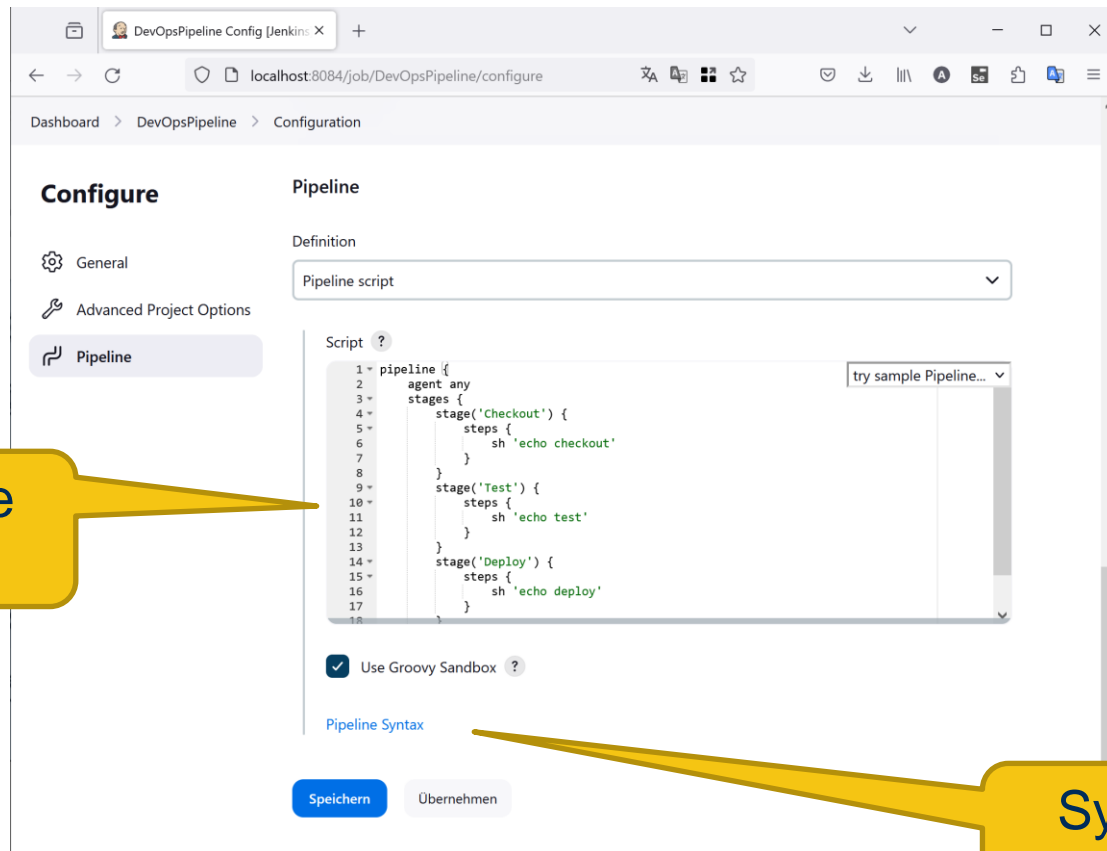 DevOpsPipeline Config [Jenkins
localhost:8084/job/DevOpsPipeline/configure
Dashboard > DevOpsPipeline > Configuration
Configure
General
Advanced Project Options
Pipeline
Pipeline
Definition
Pipeline script
Script ?
try sample Pipeline...
1 pipeline {
2 agent any
3 stages {
4 stage('Checkout') {
5 steps {
6 sh 'echo checkout'
7 }
8 }
9 stage('Test') {
10 steps {
11 sh 'echo test'
12 }
13 }
14 stage('Deploy') {
15 steps {
16 sh 'echo deploy'
17 }
18 }
Use Groovy Sandbox ?
Pipeline Syntax
Speichern Übernehmen
e
Sy